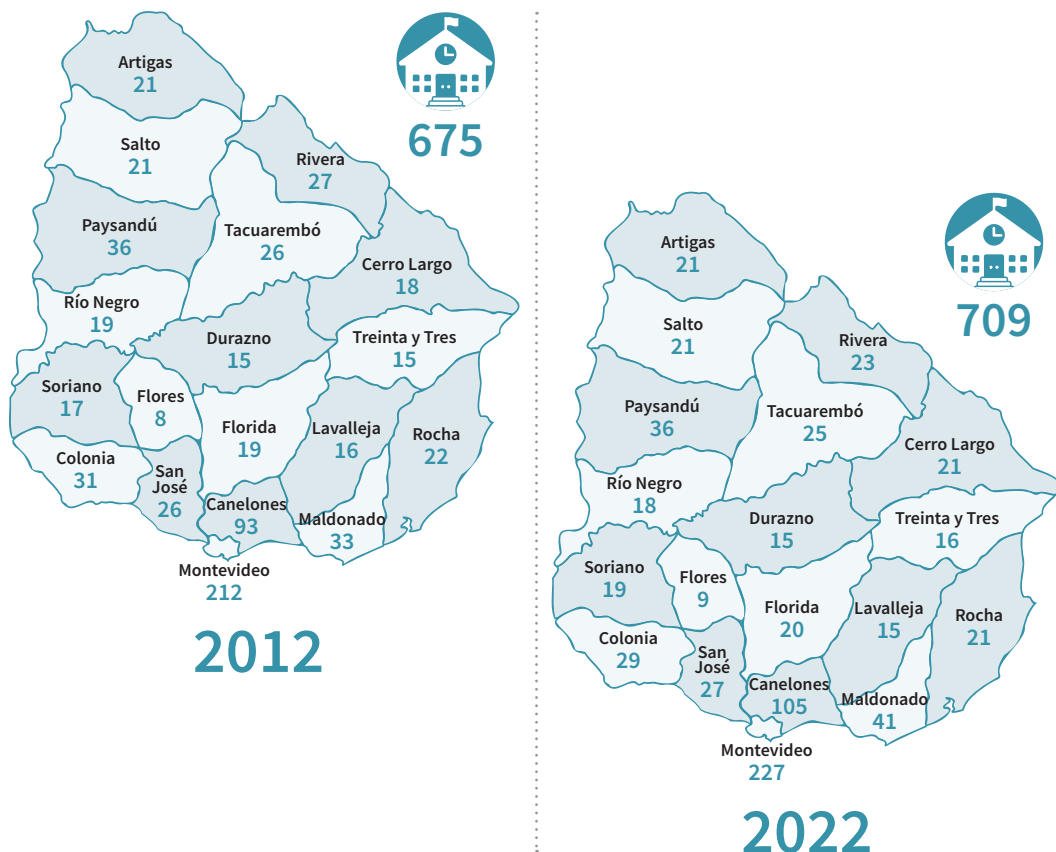 675
Artigas
21
Salto
21
Rivera
27
Paysandú
36
Tacuarembó
26
Cerro Largo
18
Río Negro
19
Durazno
15
Treinta y Tres
15
Soriano
17
Flores
8
Florida
19
Lavalleja
16
Rocha
22
Colonia
31
San
José
26
Canelones
93
Maldonado
33
Montevideo
212
2012
709
Artigas
21
Salto
21
Rivera
23
Paysandú
36
Tacuarembó
25
Cerro Largo
21
Río Negro
18
Durazno
15
Treinta y Tres
16
Soriano
19
Flores
9
Florida
20
Lavalleja
15
Rocha
21
Colonia
29
San
José
27
Canelones
105
Maldonado
41
Montevideo
227
2022